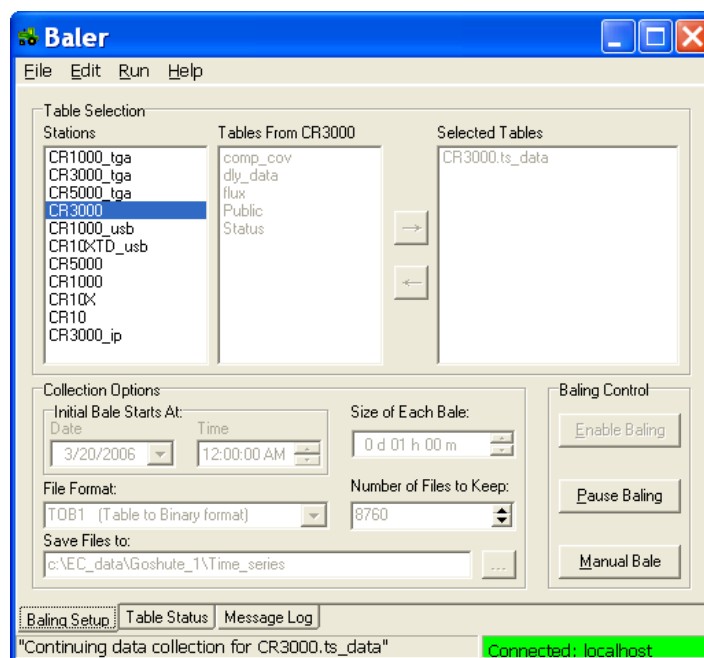 Baler
File Edit Run Help
Table Selection
Stations
Tables From CR3000
Selected Tables
CR1000_tga
CR3000_tga
CR5000_tga
CR3000
CR1000_usb
CR10XTD_usb
CR5000
CR1000
CR10X
CR10
CR3000_ip
comp_cov
dly_data
flux
Public
Status
CR3000.ts_data
Collection Options
Initial Bale Starts At:
Date
Time
3/20/2006
12:00:00 AM
Size of Each Bale:
0 d 01 h 00 m
File Format:
TOB1 (Table to Binary format)
Number of Files to Keep:
8760
Save Files to:
c:\EC_data\Goshute_1\Time_series
...
Baling Control
Enable Baling
Pause Baling
Manual Bale
Baling Setup
Table Status
Message Log
"Continuing data collection for CR3000.ts_data"
Connected: localhost